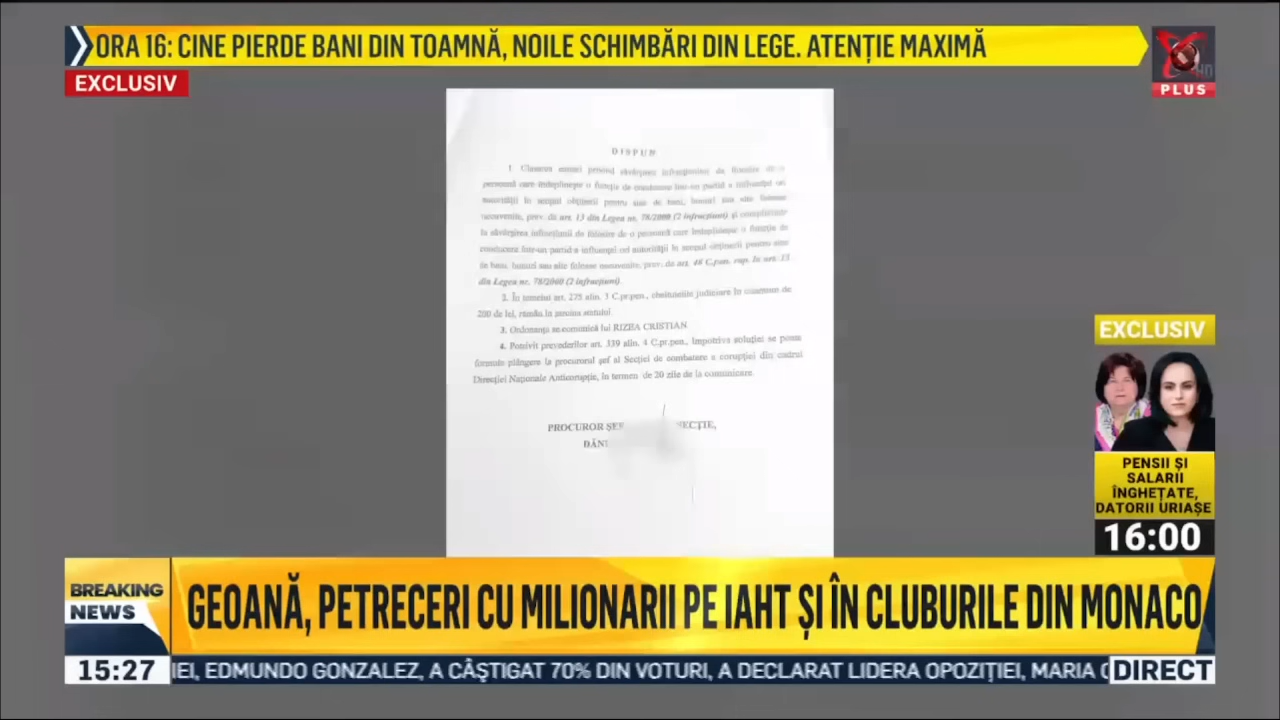 ORA 16: CINE PIERDE BANI DIN TOAMNĂ, NOILE SCHIMBĂRI DIN LEGE. ATENȚIE MAXIMĂ
EXCLUSIV
HD
PLUS
DISPUN
1. Clasarea cauzei privind săvârșirea infracțiunilor de folosire de o
persoană care îndeplinește o funcție de conducere într-un partid a influenței ori
autorității în scopul obținerii pentru sine de bani, bunuri sau alte foloase
necuvenite, prev. de art. 13 din Legea nr. 78/2000 (2 infracțiuni) și complicitate
la săvârșirea infracțiunii de folosire de o persoană care îndeplinește o funcție de
conducere într-un partid a influenței ori autorității în scopul obținerii pentru sine
de bani, bunuri sau alte foloase necuvenite, prev. de art. 48 C.pen. rap. la art. 13
din Legea nr. 78/2000 (2 infracțiuni)
2. În temeiul art. 275 alin. 3 C.pr.pen., cheltuielile judiciare în cuantum de
200 de lei, rămân în sarcina statului.
3. Ordonanța se comunică lui RIZEA CRISTIAN
4. Potrivit prevederilor art. 339 alin. 4 C.pr.pen., împotriva soluției se poate
formula plângere la procurorul șef al Secției de combatere a corupției din cadrul
Direcției Naționale Anticorupție, în termen de 20 zile de la comunicare.
PROCUROR ȘEF
EXCLUSIV
PENSII ȘI
SALARII
ÎNGHEȚATE,
DATORII URIAȘE
16:00
BREAKING
NEWS
GEOANĂ, PETRECERI CU MILIONARII PE IAHT ȘI ÎN CLUBURILE DIN MONACO
15:27
IEI, EDMUNDO GONZALEZ, A CÂŞTIGAT 70% DIN VOTURI, A DECLARAT LIDERA OPOZIŢIEI, MARIA
DIRECT